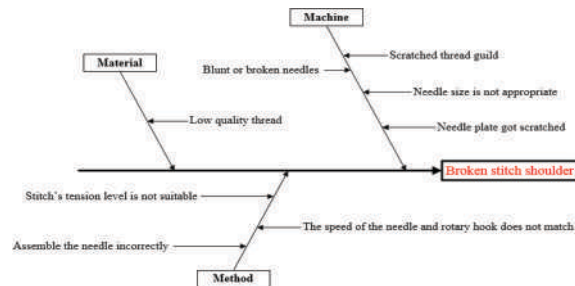 Machine
Scratched thread guild
Material
Blunt or broken needles
Needle size is not appropriate
Low quality thread
Needle plate got scratched
Broken stitch shoulder
Stitch's tension level is not suitable
The speed of the needle and rotary hook does not match
Assemble the needle incorrectly
Method